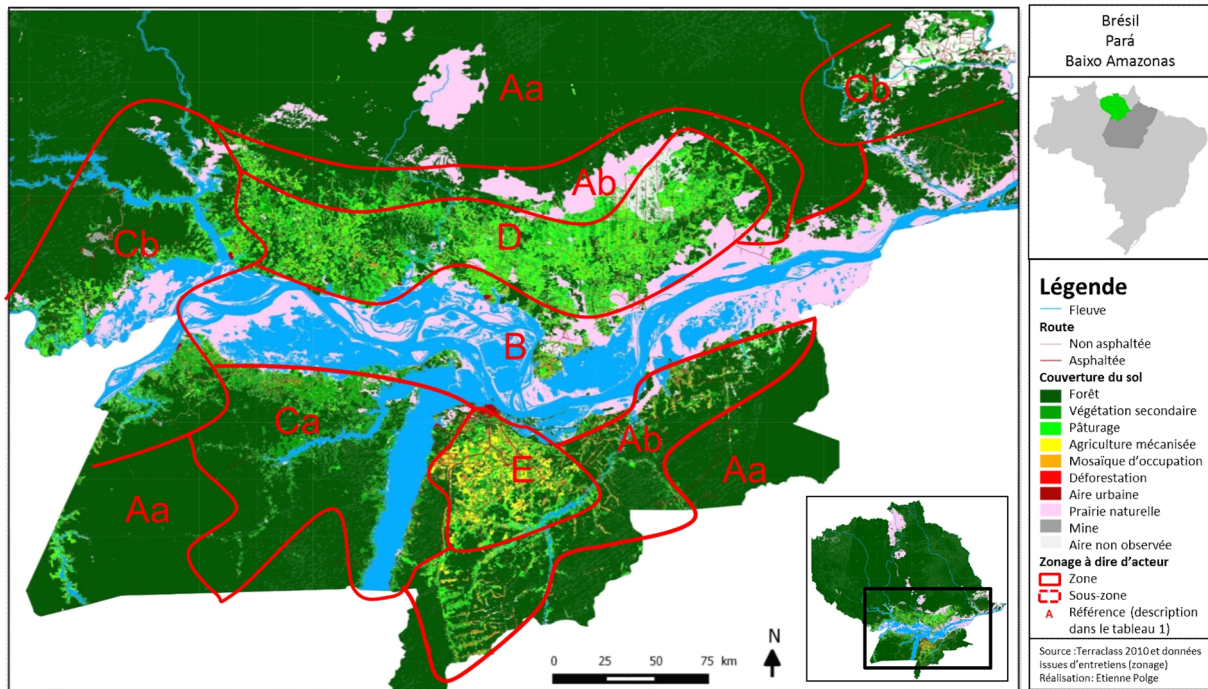 Aa
Cb
Ab
Cb
D
B
Ca
Ab
E
Aa
Aa
0 25 50 75 km
N
Brésil
Pará
Baixo Amazonas
Légende
Fleuve
Route
Non asphaltée
Asphaltée
Couverture du sol
Forêt
Végétation secondaire
Pâturage
Agriculture mécanisée
Mosaïque d'occupation
Déforestation
Aire urbaine
Prairie naturelle
Mine
Aire non observée
Zonage à dire d'acteur
Zone
Sous-zone
A Référence (description
dans le tableau 1)
Source :Terraclass 2010 et données
issues d'entretiens (zonage)
Réalisation: Etienne Polge